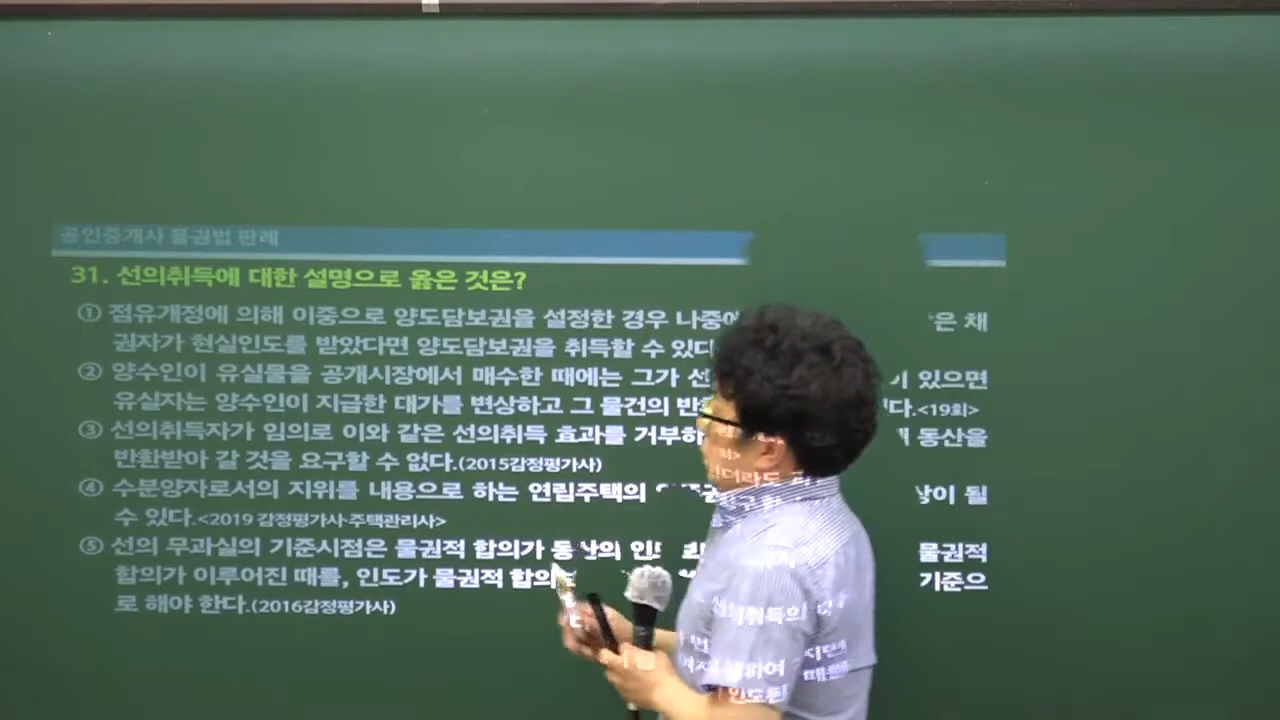 공인중개사 물권법 판례
31. 선의취득에 대한 설명으로 옳은 것은?
① 점유개정에 의해 이중으로 양도담보권을 설정한 경우 나중에 은 채
권자가 현실인도를 받았다면 양도담보권을 취득할 수 있다
② 양수인이 유실물을 공개시장에서 매수한 때에는 그가 선 있으면
유실자는 양수인이 지급한 대가를 변상하고 그 물건의 반 다.<19회>
③ 선의취득자가 임의로 이와 같은 선의취득 효과를 거부하 동산을
반환받아 갈 것을 요구할 수 없다.(2015감정평가사)
④ 수분양자로서의 지위를 내용으로 하는 연립주택의 상이 될
수 있다.<2019 감정평가사·주택관리사>
⑤ 선의 무과실의 기준시점은 물권적 합의가 동산의 인도 물권적
합의가 이루어진 때를, 인도가 물권적 합의 기준으
로 해야 한다.(2016감정평가사)